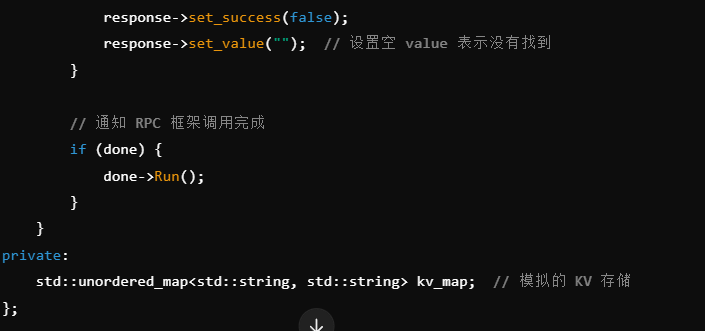 response->set_success(false);
response->set_value("");  // 设置空 value 表示没有找到
}
// 通知 RPC 框架调用完成
if (done) {
done->Run();
}
}
private:
std::unordered_map<std::string, std::string> kv_map;  // 模拟的 KV 存储
};